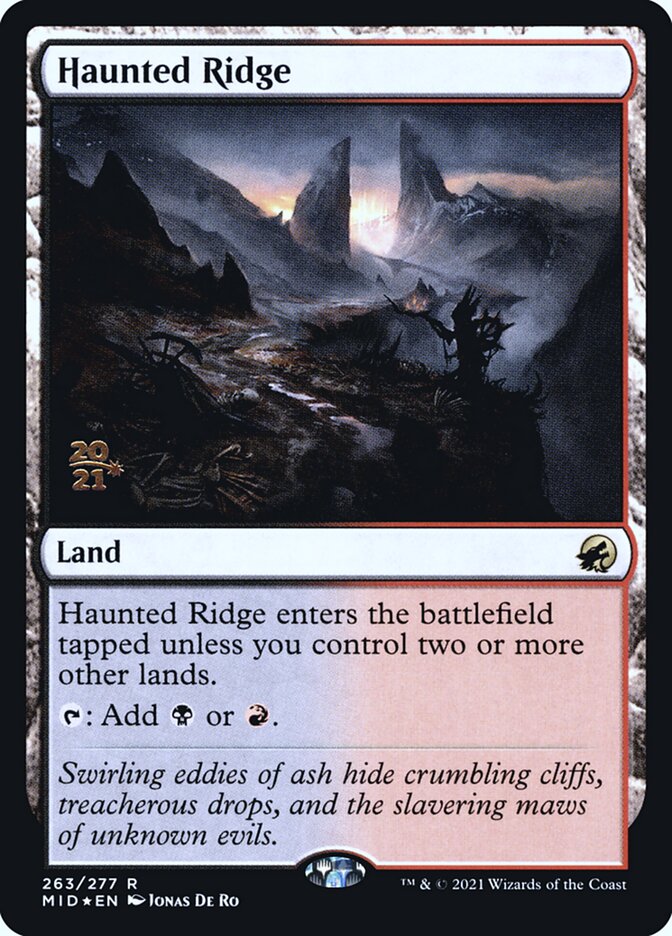 Haunted Ridge
20
21
Land
Haunted Ridge enters the battlefield
tapped unless you control two or more
other lands.
: Add or .
Swirling eddies of ash hide crumbling cliffs,
treacherous drops, and the slavering maws
of unknown evils.
263/277 R
MID★EN Jonas De Ro
™ & © 2021 Wizards of the Coast